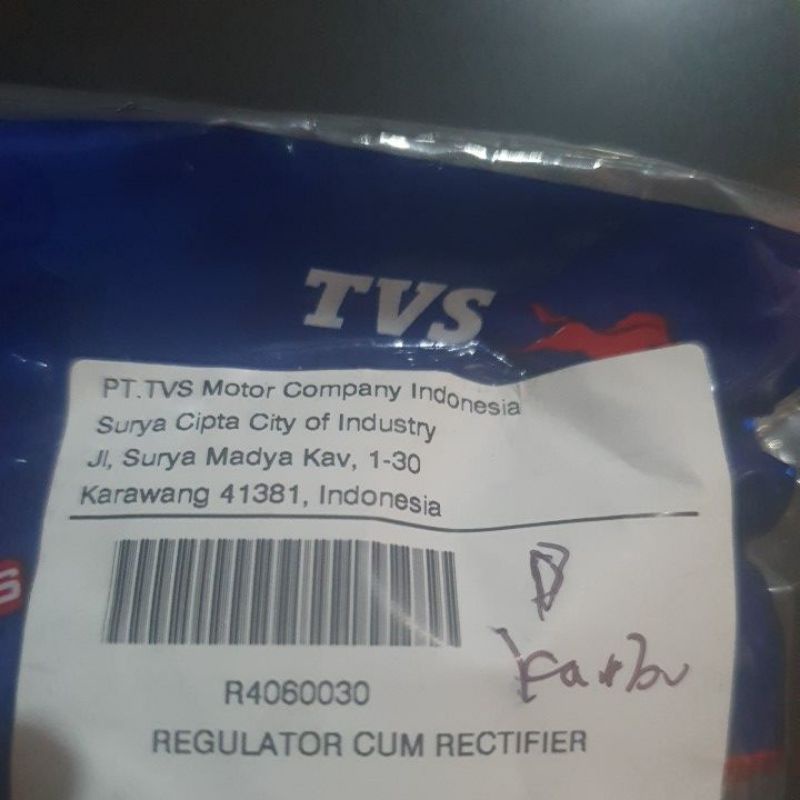 TVS
PT.TVS Motor Company Indonesia
Surya Cipta City of Industry
Jl, Surya Madya Kav, 1-30
Karawang 41381, Indonesia
karbu
R4060030
REGULATOR CUM RECTIFIER
S